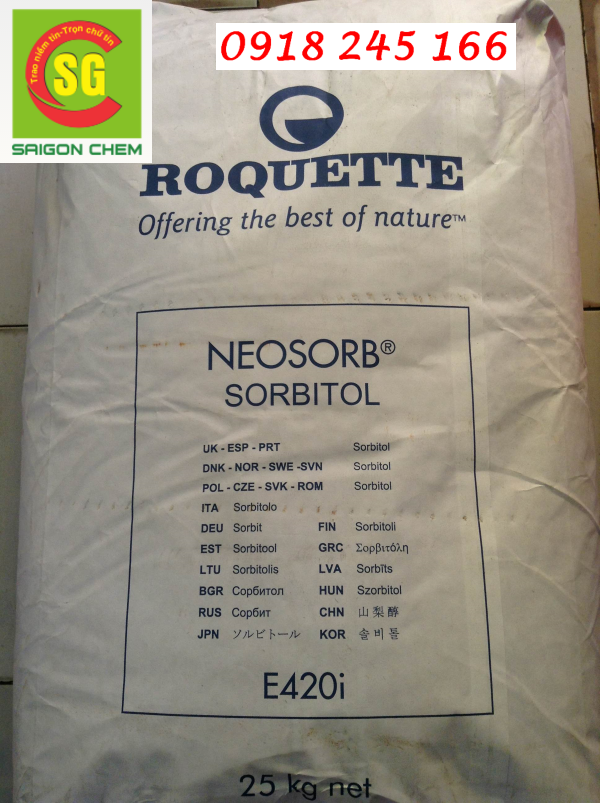 Trao niềm tin-Trọn chữ tín
SG
SAIGON CHEM
0918 245 166
ROQUETTE
Offering the best of nature™
NEOSORB®
SORBITOL
UK - ESP - PRT Sorbitol
DNK - NOR - SWE -SVN Sorbitol
POL - CZE - SVK - ROM Sorbitol
ITA Sorbitolo
DEU Sorbit FIN Sorbitoli
EST Sorbitool GRC Σορβιτόλη
LTU Sorbitolis LVA Sorbīts
BGR Сорбитол HUN Szorbitol
RUS Сорбит CHN 山梨醇
JPN ソルビトール KOR 솔비톨
E420i
25 kg net